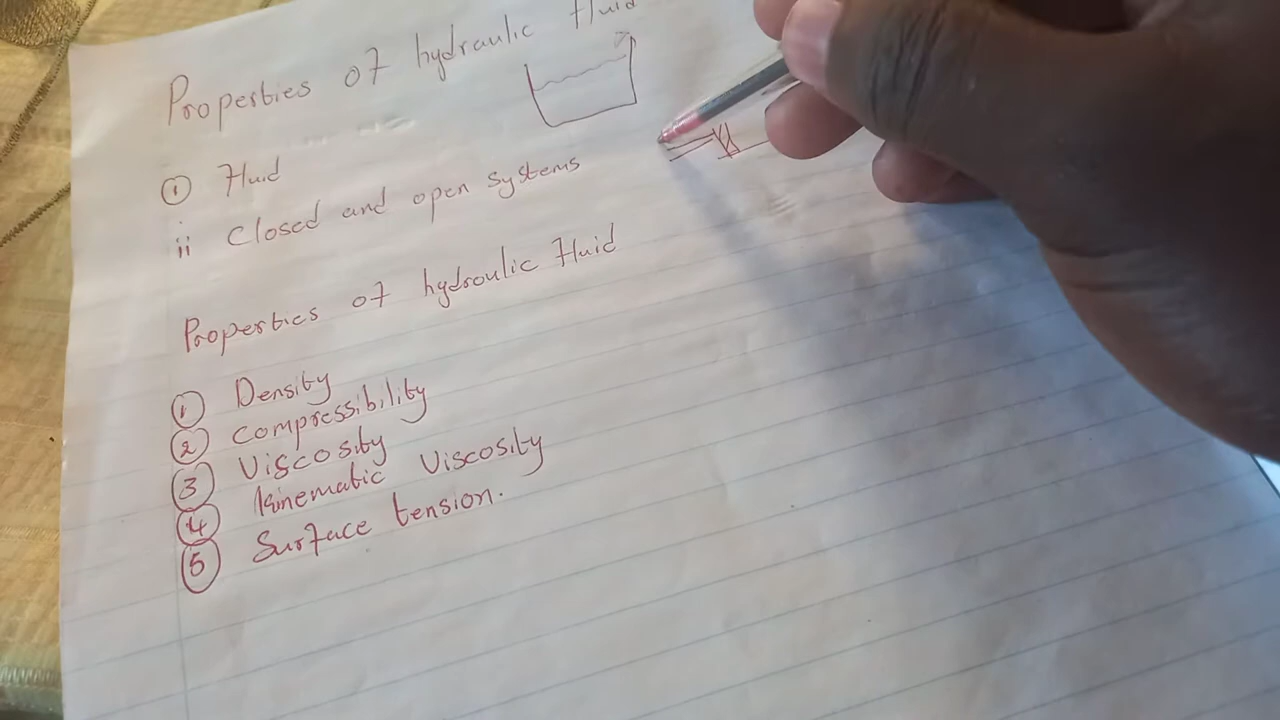 Properties of hydraulic fluid
① Fluid
ii Closed and open systems
Properties of hydraulic fluid
① Density
② Compressibility
③ Viscosity
④ kinematic Viscosity
⑤ Surface tension.